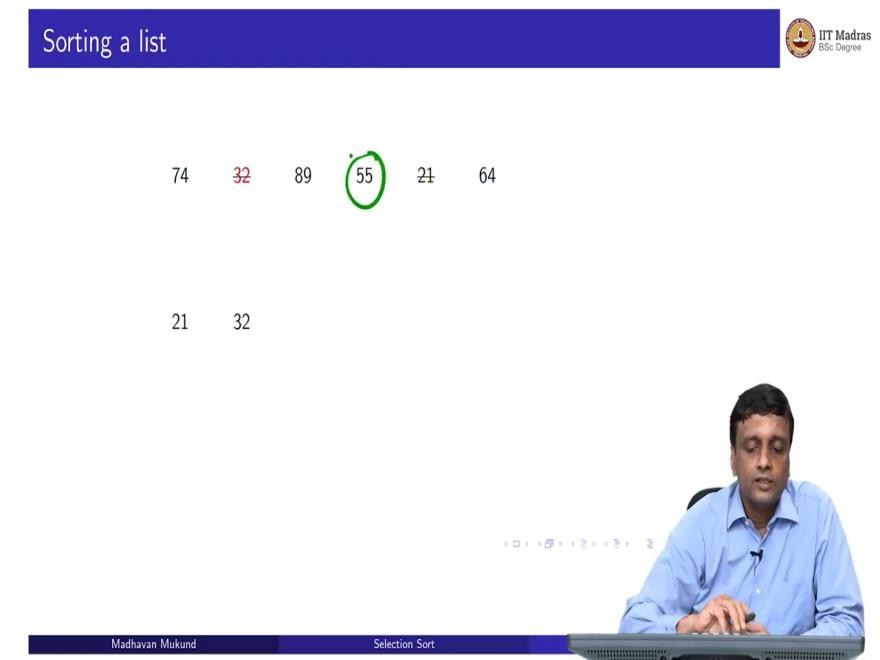 Sorting a list
IIT Madras
BSc Degree
74 32 89 55 21 64
21 32
Madhavan Mukund Selection Sort